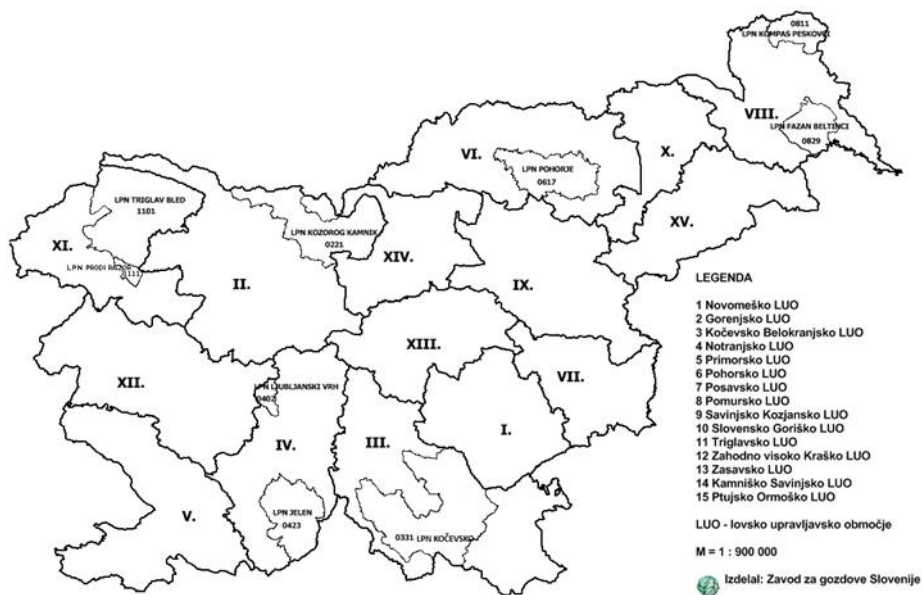 0811
LPN KOMPAS PESKOVCI
VIII.
LPN FAZAN BELTINCI
0829
X.
VI.
LPN POHORJE
0617
XV.
LPN TRIGLAV BLED
1101
LPN KOZOROG KAMNIK
0221
XI.
XIV.
LPN PRODI RAZOR
1111
II.
IX.
XIII.
XII.
VII.
LPN LJUBLJANSKI VRH
0402
I.
III.
IV.
V.
LPN JELEN
0423
0331 LPN KOČEVSKO
LEGENDA
1 Novomeško LUO
2 Gorenjsko LUO
3 Kočevsko Belokranjsko LUO
4 Notranjsko LUO
5 Primorsko LUO
6 Pohorsko LUO
7 Posavsko LUO
8 Pomursko LUO
9 Savinjsko Kozjansko LUO
10 Slovensko Goriško LUO
11 Triglavsko LUO
12 Zahodno visoko Kraško LUO
13 Zasavsko LUO
14 Kamniško Savinjsko LUO
15 Ptujsko Ormoško LUO
LUO - lovsko upravljavsko območje
M = 1 : 900 000
Izdelal: Zavod za gozdove Slovenije